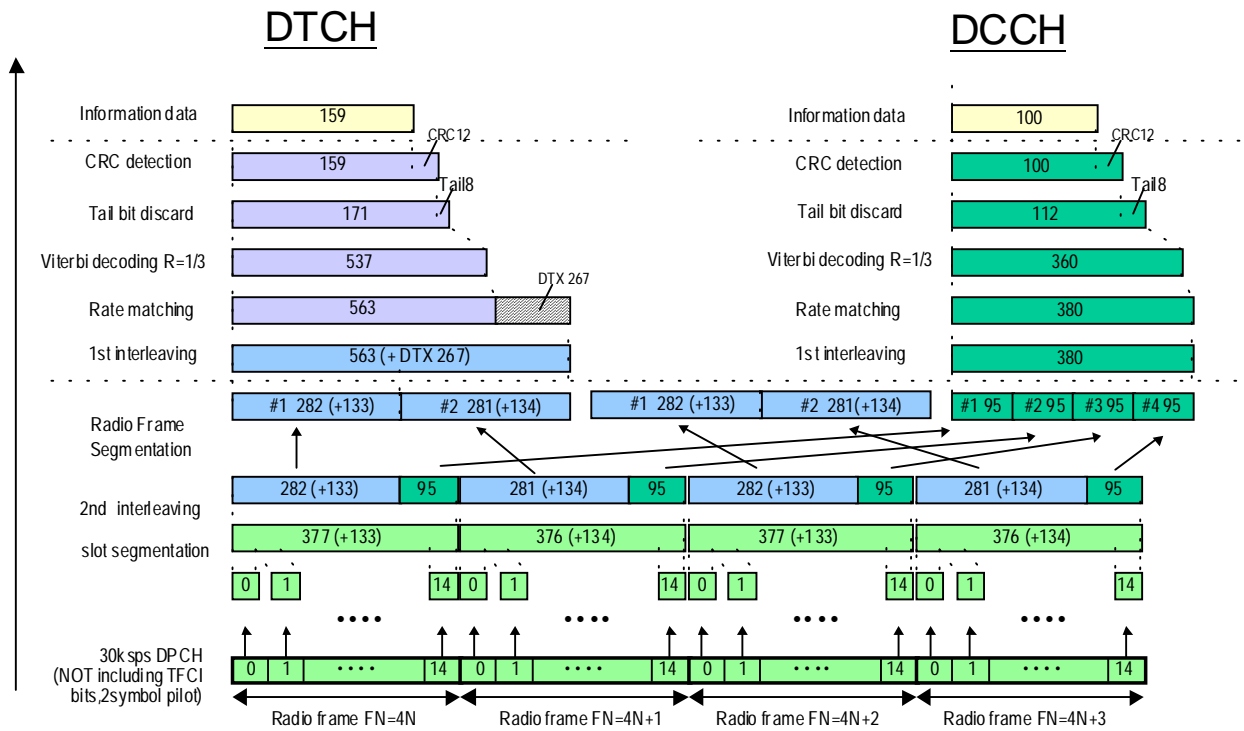 DTCH
DCCH
Information data
159
Information data
100
CRC12
CRC12
CRC detection
159
CRC detection
100
Tail8
Tail8
Tail bit discard
171
Tail bit discard
112
Viterbi decoding R=1/3
537
Viterbi decoding R=1/3
360
DTX 267
Rate matching
563
Rate matching
380
1st interleaving
563 (+ DTX 267)
1st interleaving
380
Radio Frame
Segmentation
#1 282 (+133)
#2 281 (+134)
#1 282 (+133)
#2 281(+134)
#1 95
#2 95
#3 95
#4 95
2nd interleaving
282 (+133)
95
281 (+134)
95
282 (+133)
95
281 (+134)
95
slot segmentation
377 (+133)
376 (+134)
377 (+133)
376 (+134)
0 1 14 0 1 14 0 1 14 0 1 14
• • • • • • • • • • • • • • • •
30ksps DPCH
(NOT including TFCI
bits,2symbol pilot)
0 1 • • • • 14 0 1 • • • • 14 0 1 • • • • 14 0 1 • • • • 14
Radio frame FN=4N
Radio frame FN=4N+1
Radio frame FN=4N+2
Radio frame FN=4N+3